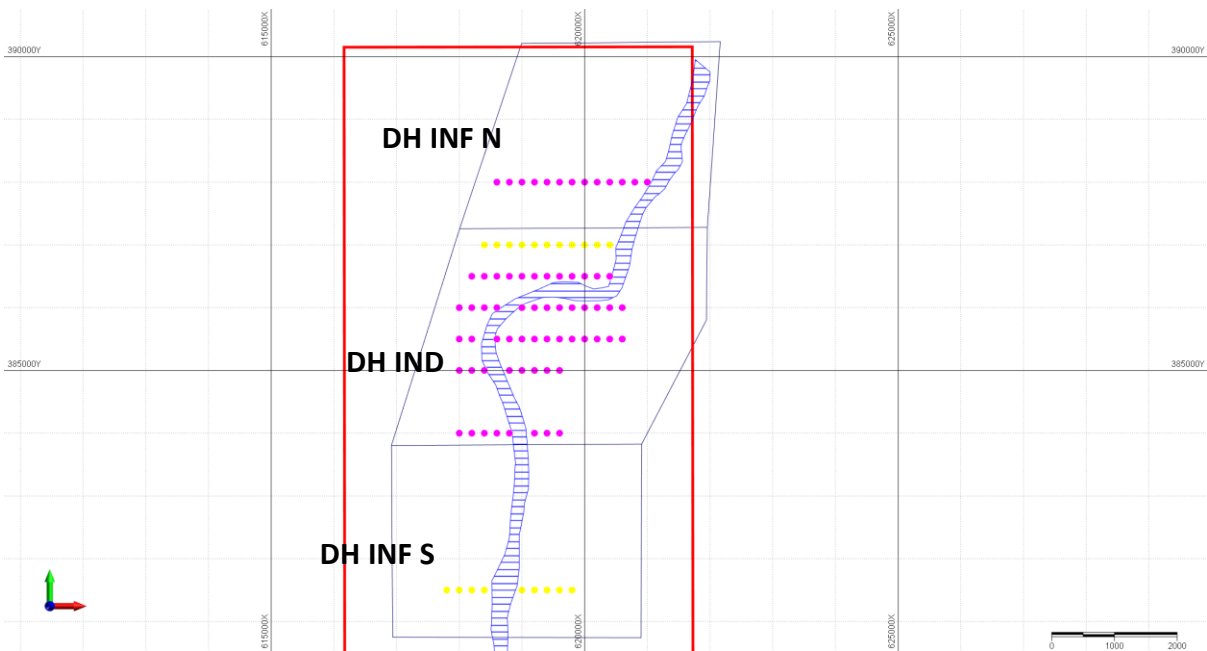 615000X
620000X
625000X
390000Y
390000Y
DH INF N
DH IND
385000Y
385000Y
DH INF S
615000X
620000X
625000X
0
1000
2000